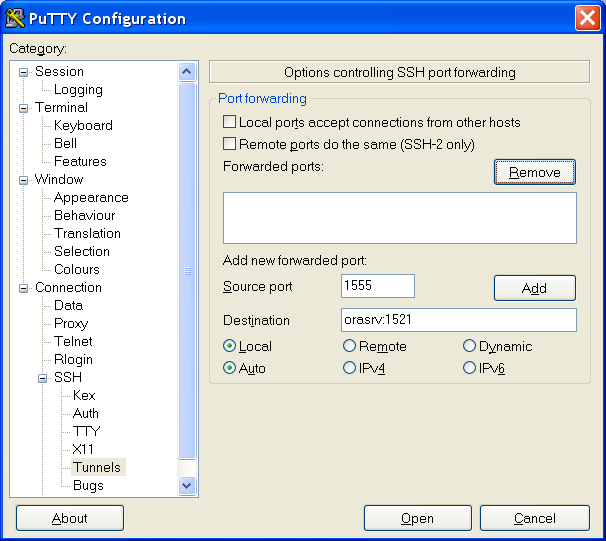 PuTTY Configuration
Category:
Session
Logging
Terminal
Keyboard
Bell
Features
Window
Appearance
Behaviour
Translation
Selection
Colours
Connection
Data
Proxy
Telnet
Rlogin
SSH
Kex
Auth
TTY
X11
Tunnels
Bugs
Options controlling SSH port forwarding
Port forwarding
Local ports accept connections from other hosts
Remote ports do the same (SSH-2 only)
Forwarded ports:
Remove
Add new forwarded port:
Source port 1555 Add
Destination orasrv:1521
Local Remote Dynamic
Auto IPv4 IPv6
About Open Cancel